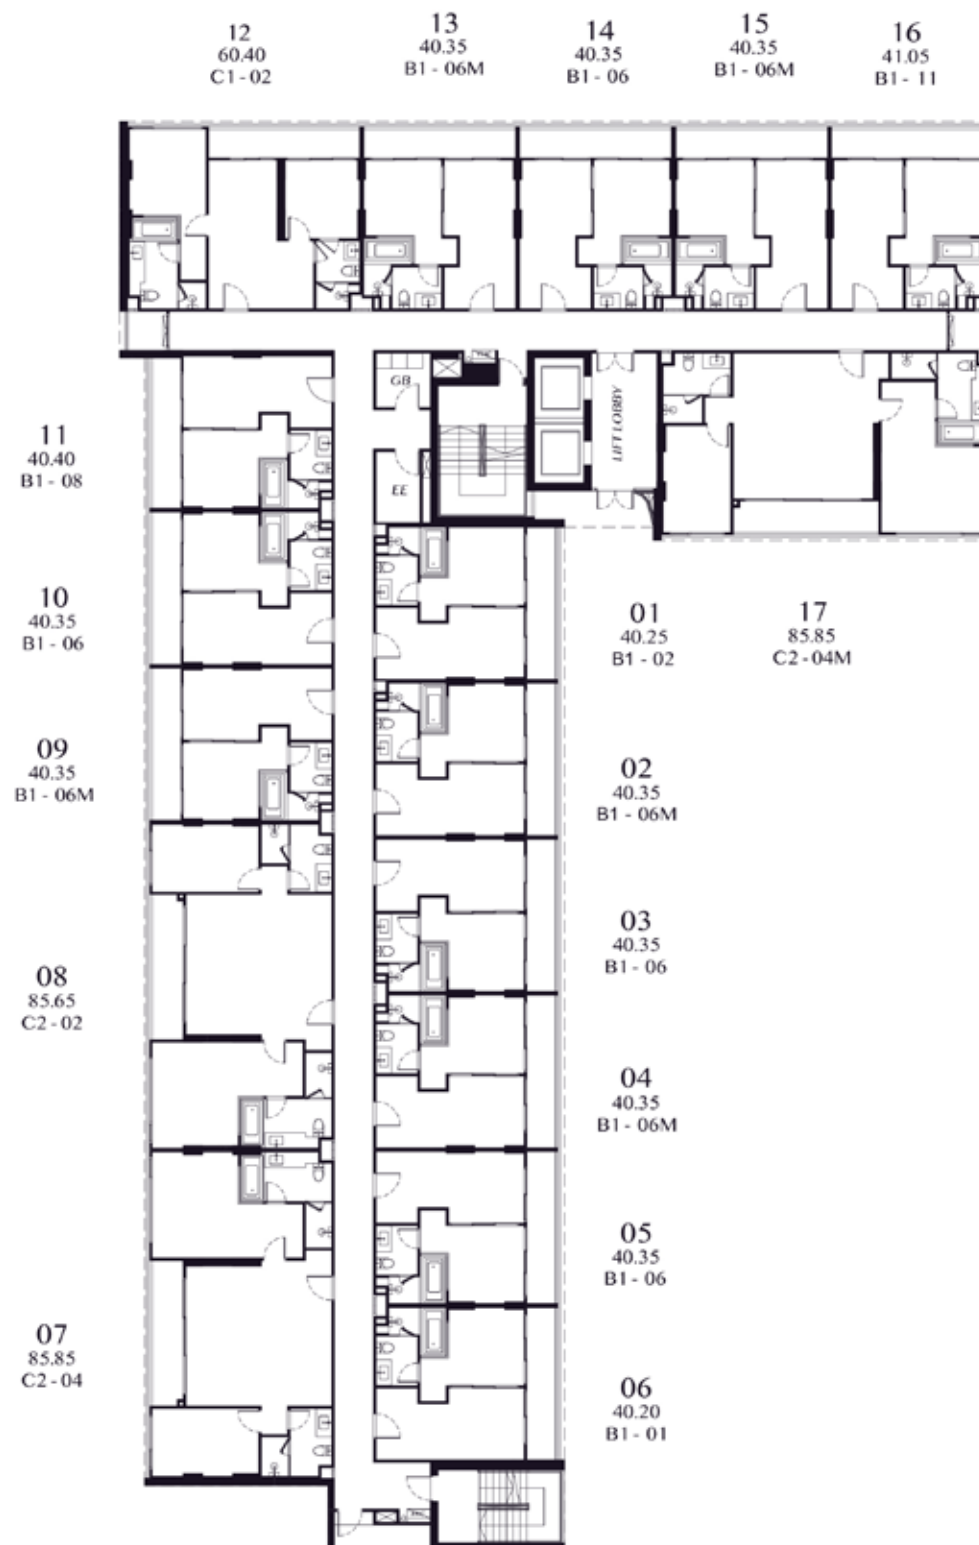 12
60.40
C1 - 02
13
40.35
B1 - 06M
14
40.35
B1 - 06
15
40.35
B1 - 06M
16
41.05
B1 - 11
GB
LIFT LOBBY
EE
11
40.40
B1 - 08
10
40.35
B1 - 06
09
40.35
B1 - 06M
08
85.65
C2 - 02
07
85.85
C2 - 04
01
40.25
B1 - 02
17
85.85
C2 - 04M
02
40.35
B1 - 06M
03
40.35
B1 - 06
04
40.35
B1 - 06M
05
40.35
B1 - 06
06
40.20
B1 - 01